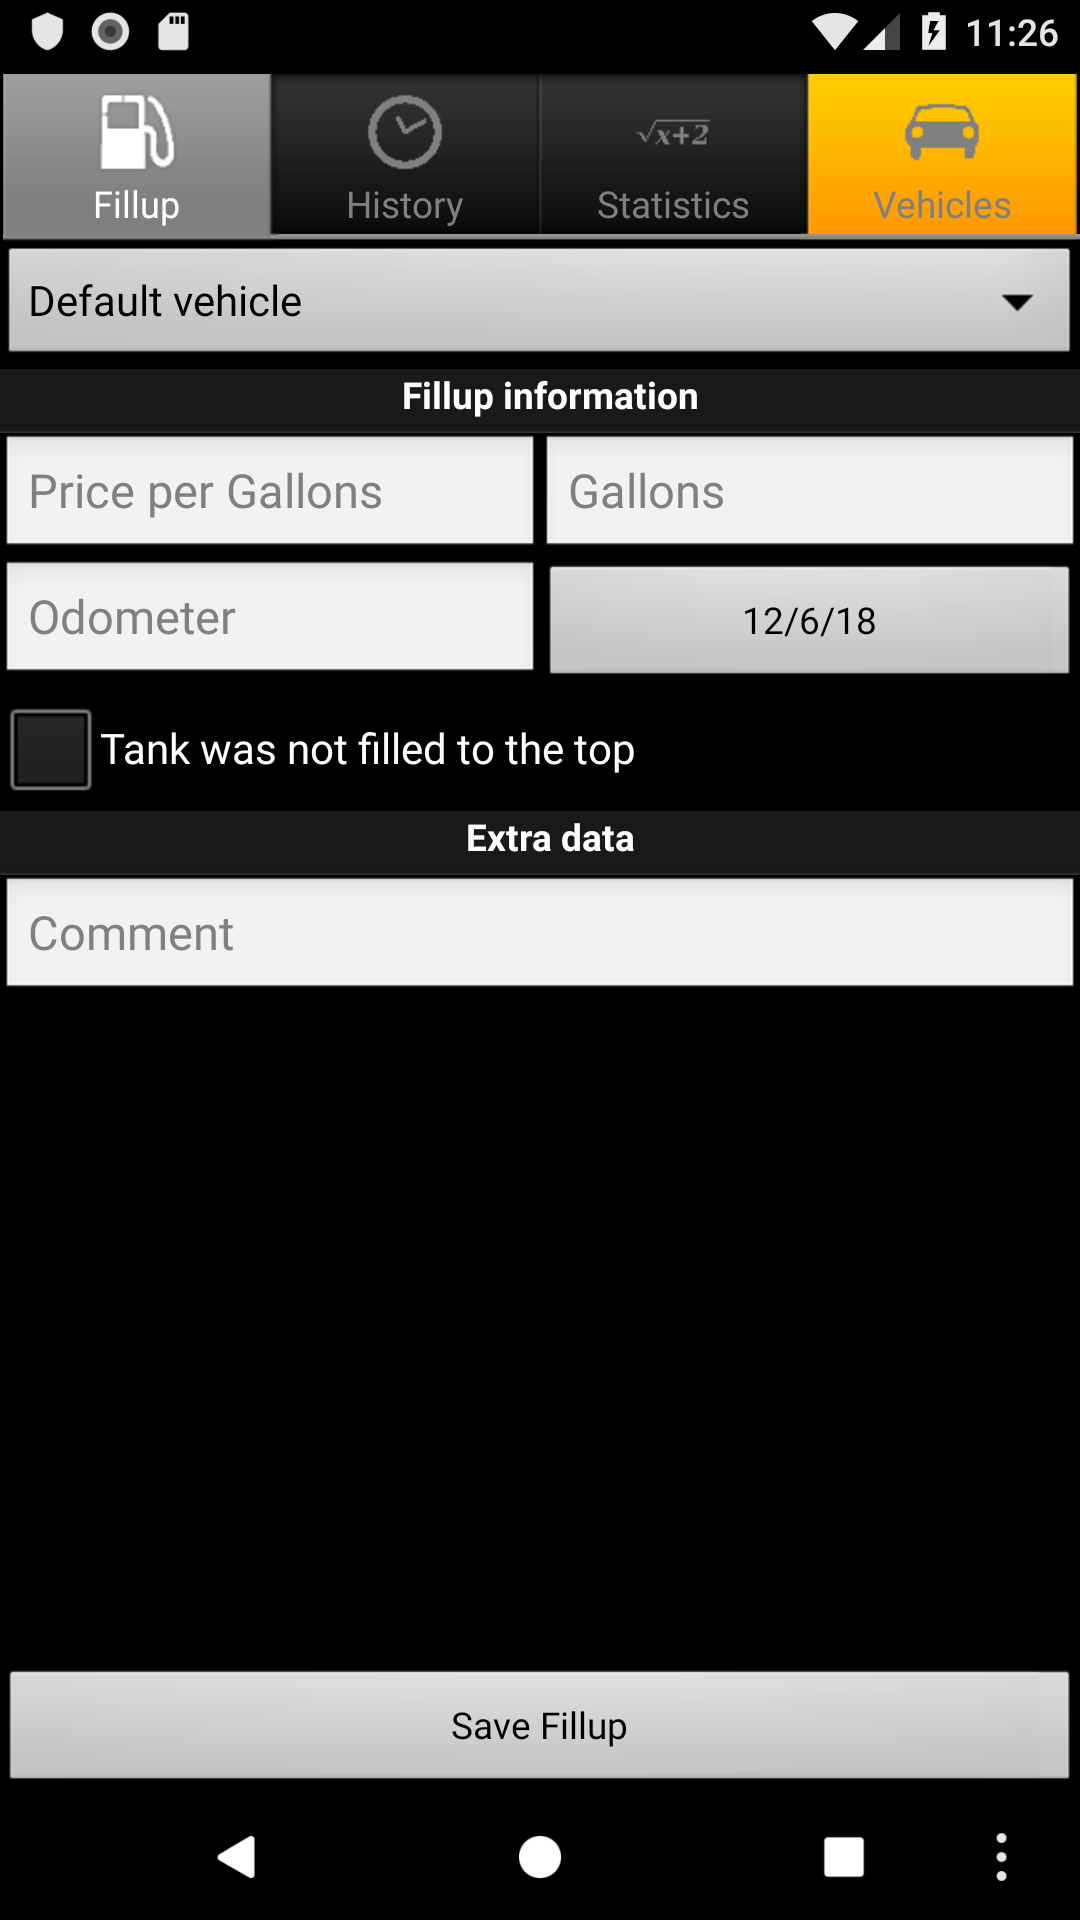 11:26
Fillup
History
√x+2
Statistics
Vehicles
Default vehicle
Fillup information
Price per Gallons
Gallons
Odometer
12/6/18
Tank was not filled to the top
Extra data
Comment
Save Fillup